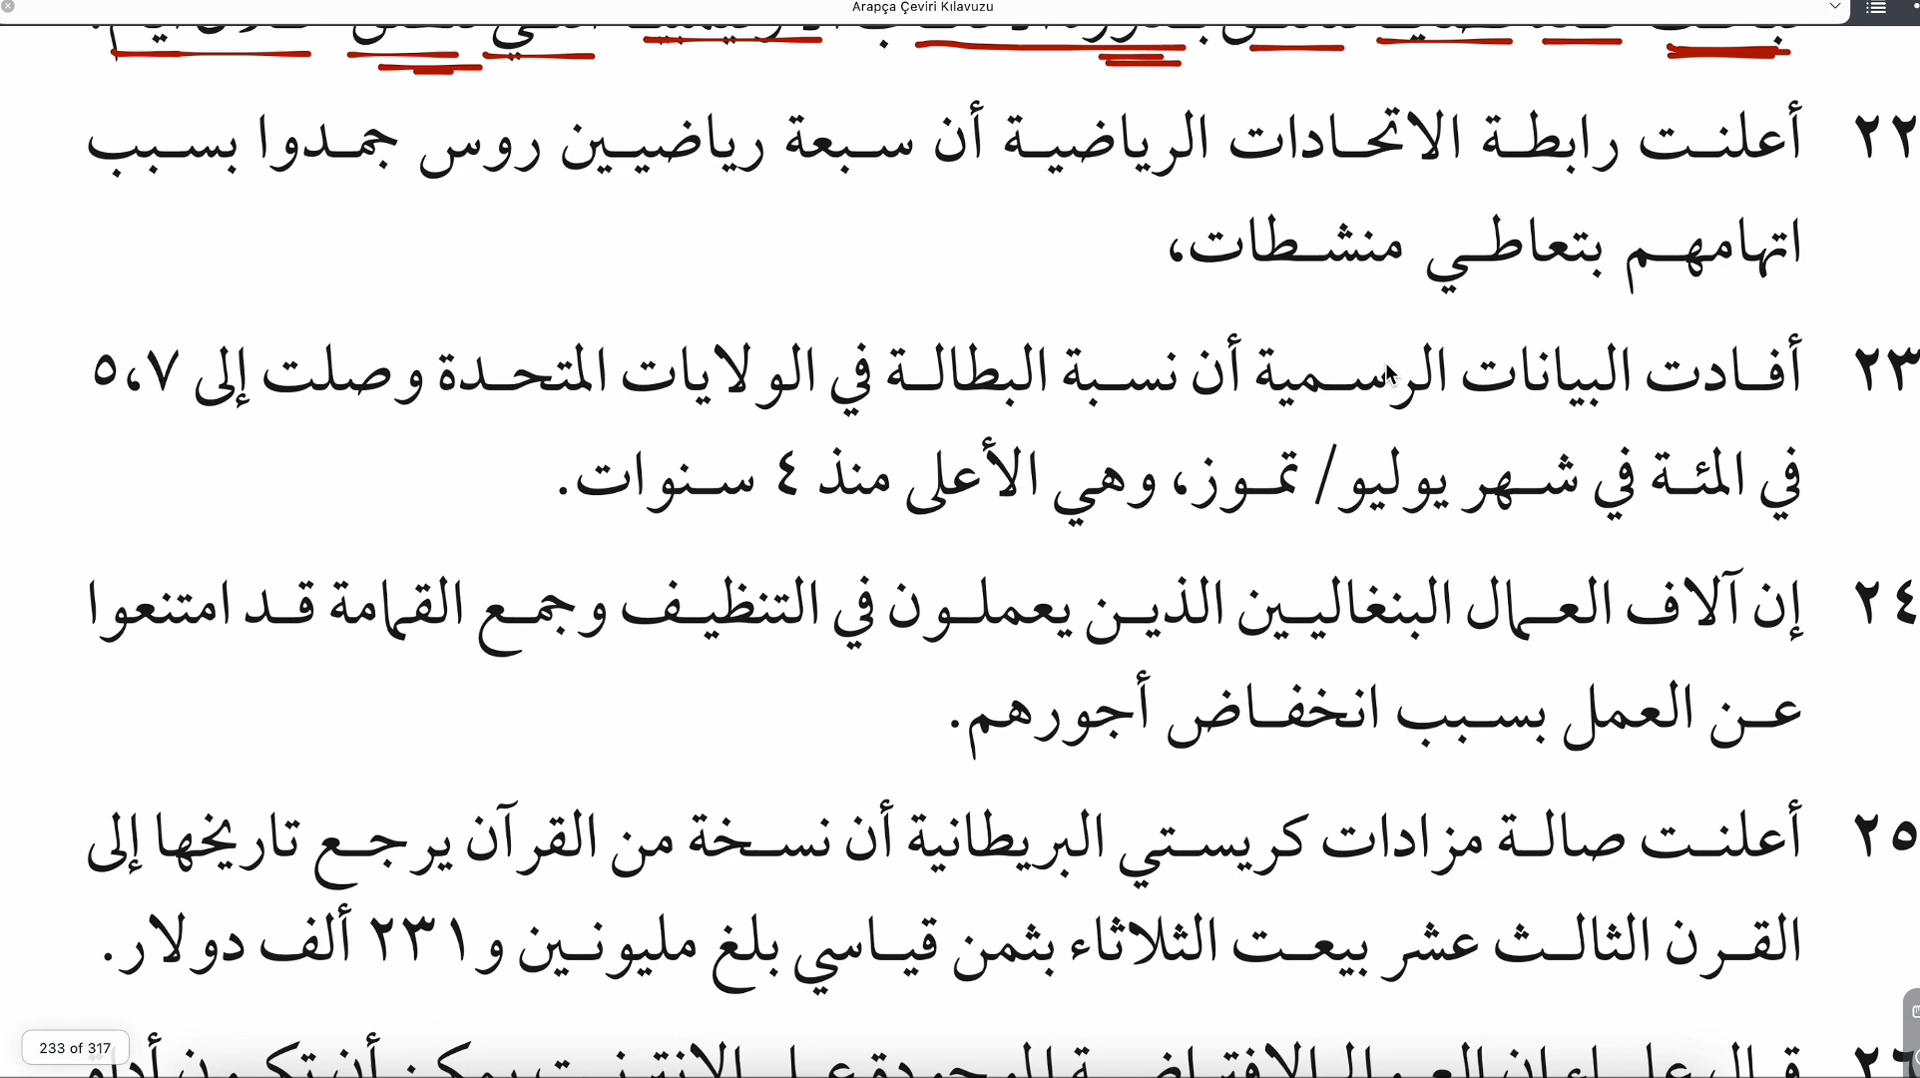 Arapça Çeviri Kılavuzu
٢٢ أعلنت رابطة الاتحادات الرياضية أن سبعة رياضيين روس جمدوا بسبب
اتهامهم بتعاطي منشطات،
٢٣ أفادت البيانات الرسمية أن نسبة البطالة في الولايات المتحدة وصلت إلى ٥،٧
في المئة في شهر يوليو/ تموز، وهي الأعلى منذ ٤ سنوات.
٢٤ إن آلاف العمال البنغاليين الذين يعملون في التنظيف وجمع القمامة قد امتنعوا
عن العمل بسبب انخفاض أجورهم.
٢٥ أعلنت صالة مزادات كريستي البريطانية أن نسخة من القرآن يرجع تاريخها إلى
القرن الثالث عشر بيعت الثلاثاء بثمن قياسي بلغ مليونين و٢٣١ ألف دولار.
233 of 317